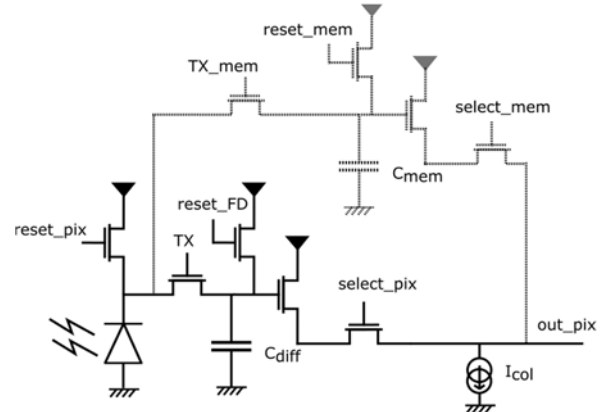 reset_mem
TX_mem
select_mem
Cmem
reset_FD
reset_pix
TX
select_pix
out_pix
Cdiff
Icol